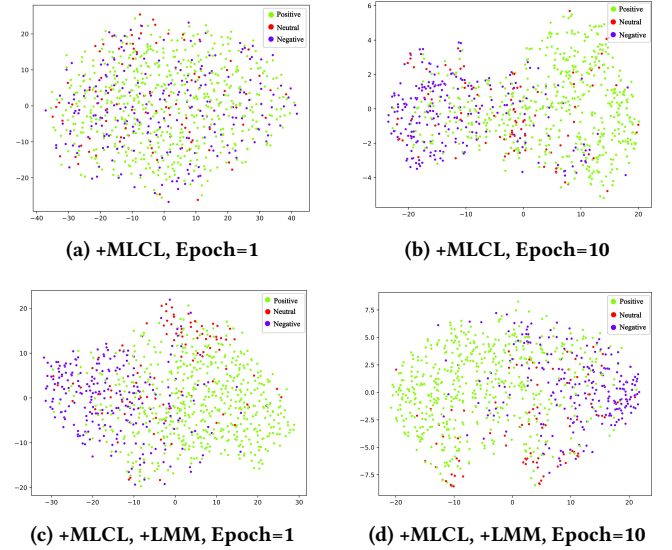 Positive
Neutral
Negative
20
10
0
−10
−20
−40 −30 −20 −10 0 10 20 30 40
(a) +MLCL, Epoch=1
Positive
Neutral
Negative
6
4
2
0
−2
−4
−20 −10 0 10 20
(b) +MLCL, Epoch=10
Positive
Neutral
Negative
20
10
0
−10
−20
−30 −20 −10 0 10 20 30
(c) +MLCL, +LMM, Epoch=1
Positive
Neutral
Negative
7.5
5.0
2.5
0.0
−2.5
−5.0
−7.5
−20 −10 0 10 20
(d) +MLCL, +LMM, Epoch=10